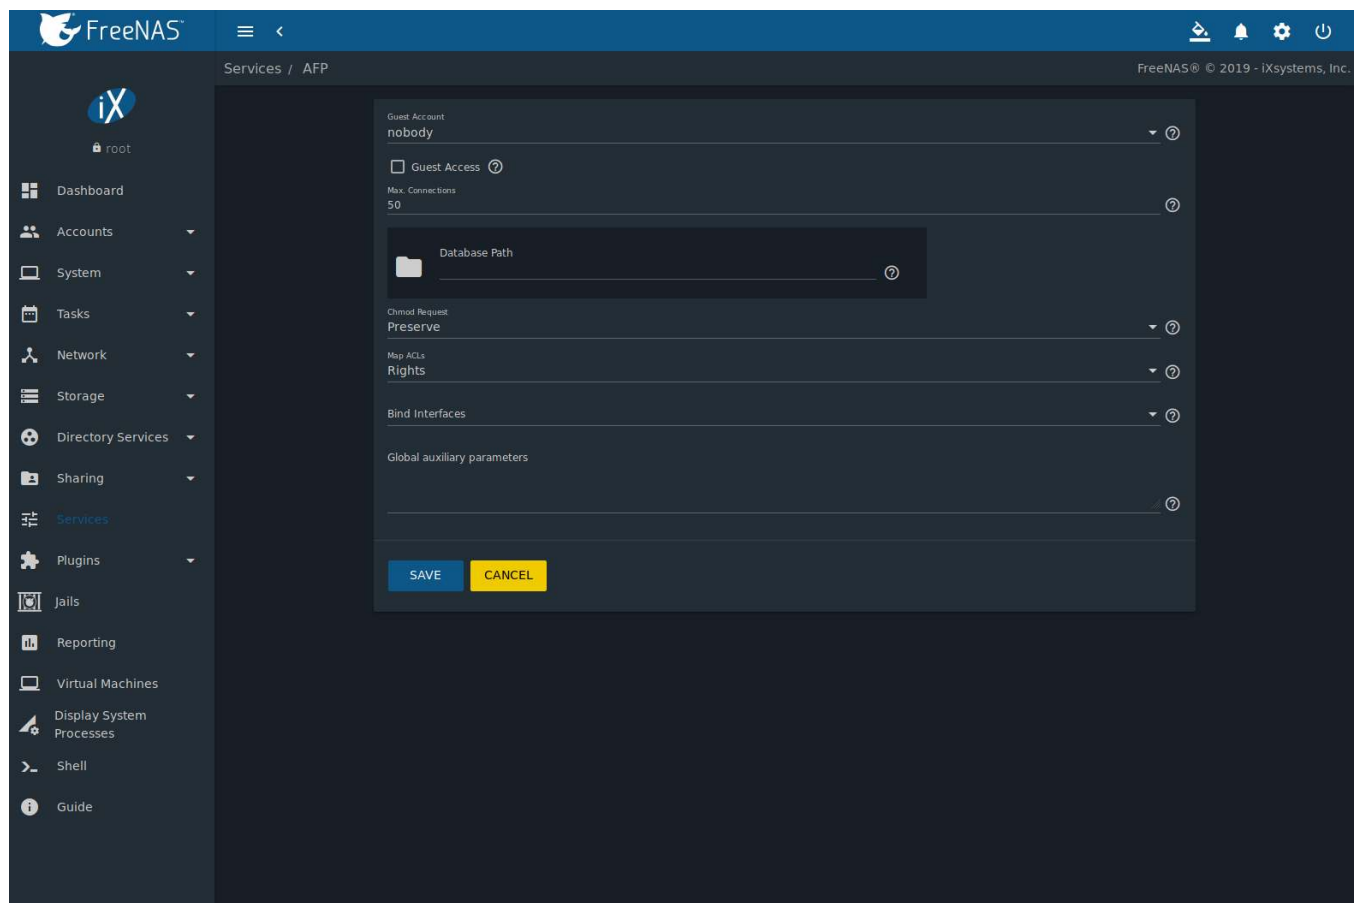 FreeNAS®
Services / AFP
FreeNAS® © 2019 - iXsystems, Inc.
iX
root
Dashboard
Accounts
System
Tasks
Network
Storage
Directory Services
Sharing
Services
Plugins
Jails
Reporting
Virtual Machines
Display System
Processes
Shell
Guide
Guest Account
nobody
Guest Access
Max. Connections
50
Database Path
Chmod Request
Preserve
Map ACLs
Rights
Bind Interfaces
Global auxiliary parameters
SAVE
CANCEL